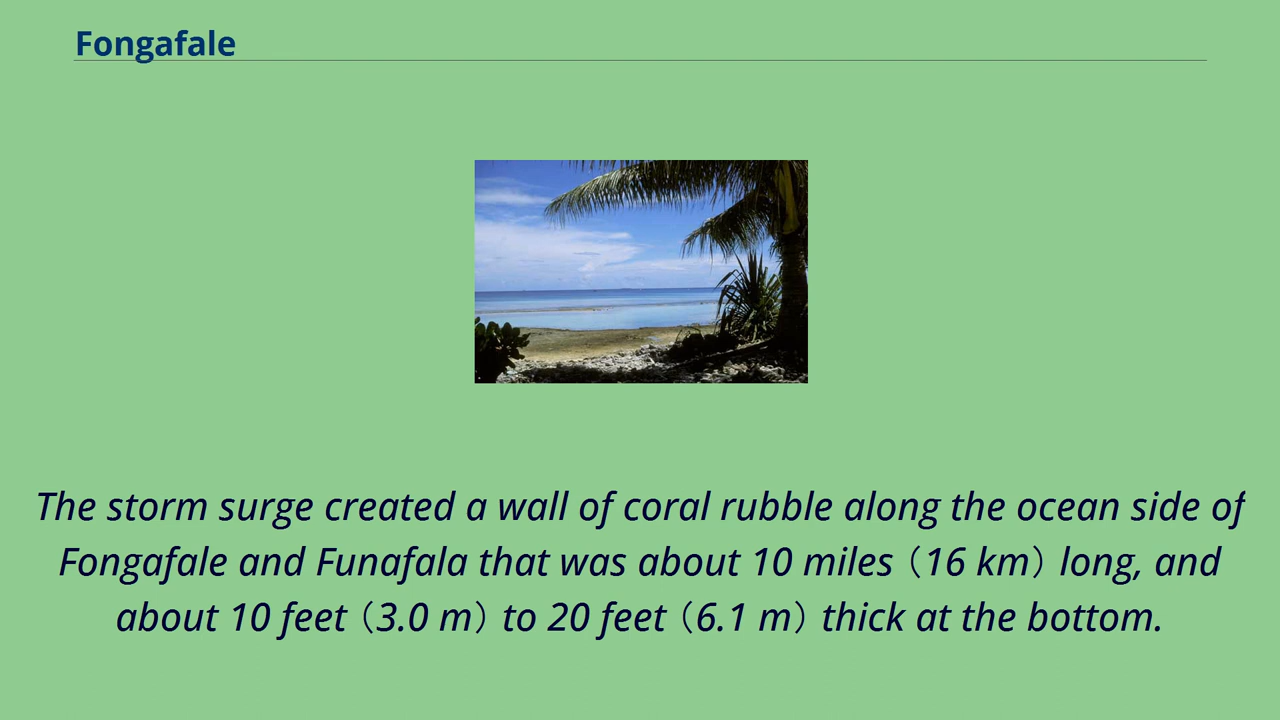 Fongafale
The storm surge created a wall of coral rubble along the ocean side of
Fongafale and Funafala that was about 10 miles（16 km）long, and
about 10 feet（3.0 m）to 20 feet（6.1 m）thick at the bottom.